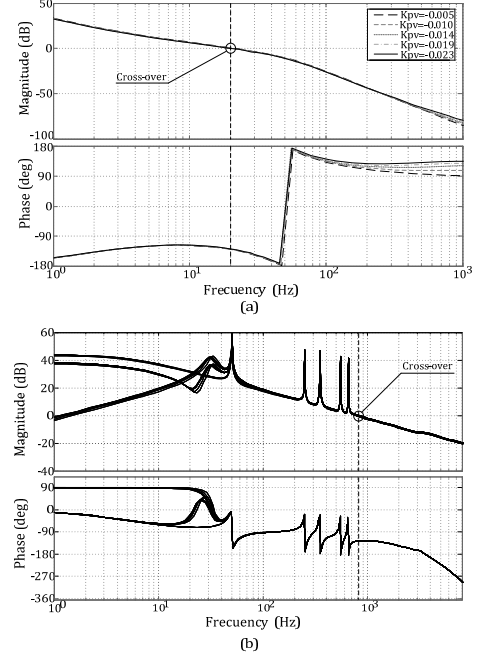 50
0
-50
-100
Magnitude (dB)
Kpv=-0.005
Kpv=-0.010
Kpv=-0.014
Kpv=-0.019
Kpv=-0.023
Cross-over
180
90
0
-90
-180
Phase (deg)
10^0
10^1
10^2
10^3
Frecuency (Hz)
(a)
60
40
20
0
-20
-40
Magnitude (dB)
Cross-over
90
0
-90
-180
-270
-360
Phase (deg)
10^0
10^1
10^2
10^3
Frecuency (Hz)
(b)